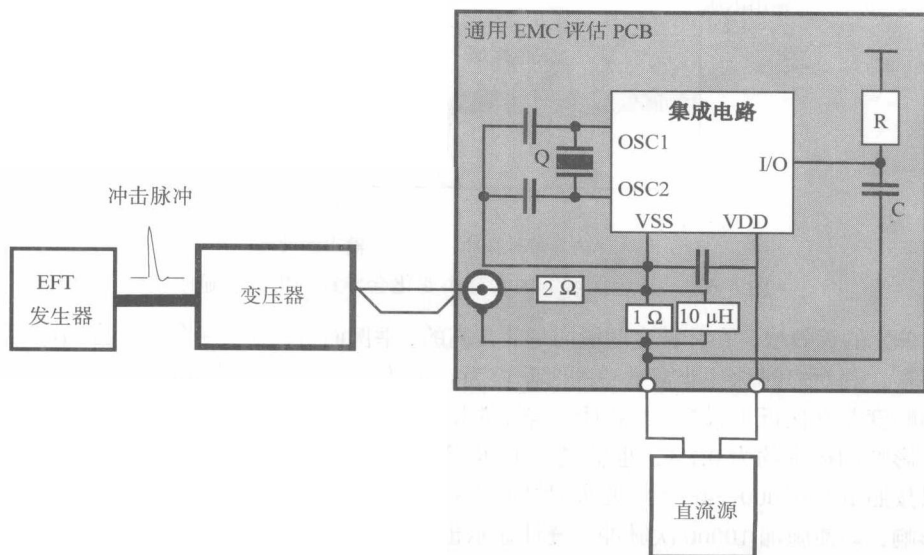 通用 EMC 评估 PCB
集成电路
OSC1
Q
OSC2
I/O
R
C
VSS
VDD
冲击脉冲
EFT
发生器
变压器
2 Ω
1 Ω
10 μH
直流源